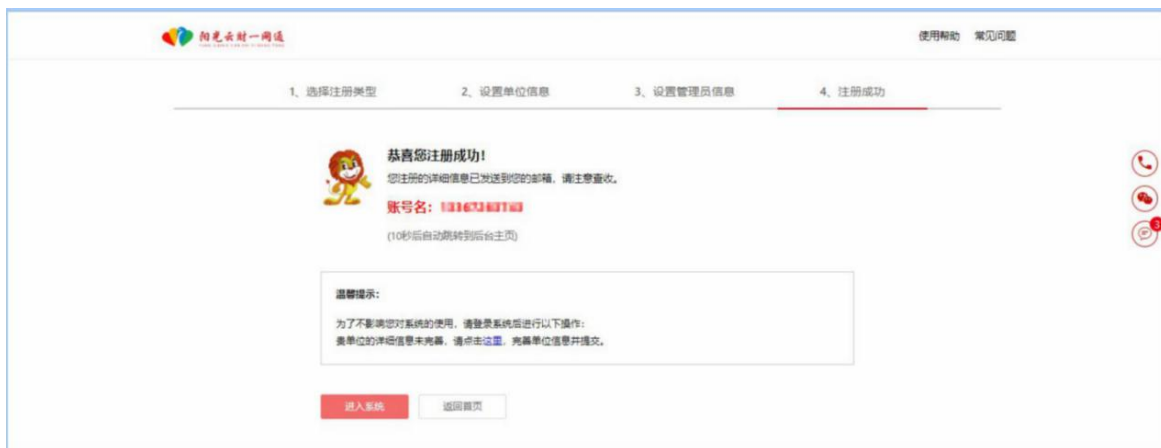 阳光云财一网通
使用帮助 常见问题
1、选择注册类型 2、设置单位信息 3、设置管理员信息 4、注册成功
恭喜您注册成功！
您注册的详细信息已发送到您的邮箱，请注意查收。
账号名：
(10秒后自动跳转到后台主页)
3
温馨提示：
为了不影响您对系统的使用，请登录系统后进行以下操作：
贵单位的详细信息未完善，请点击这里，完善单位信息并提交。
进入系统 返回首页